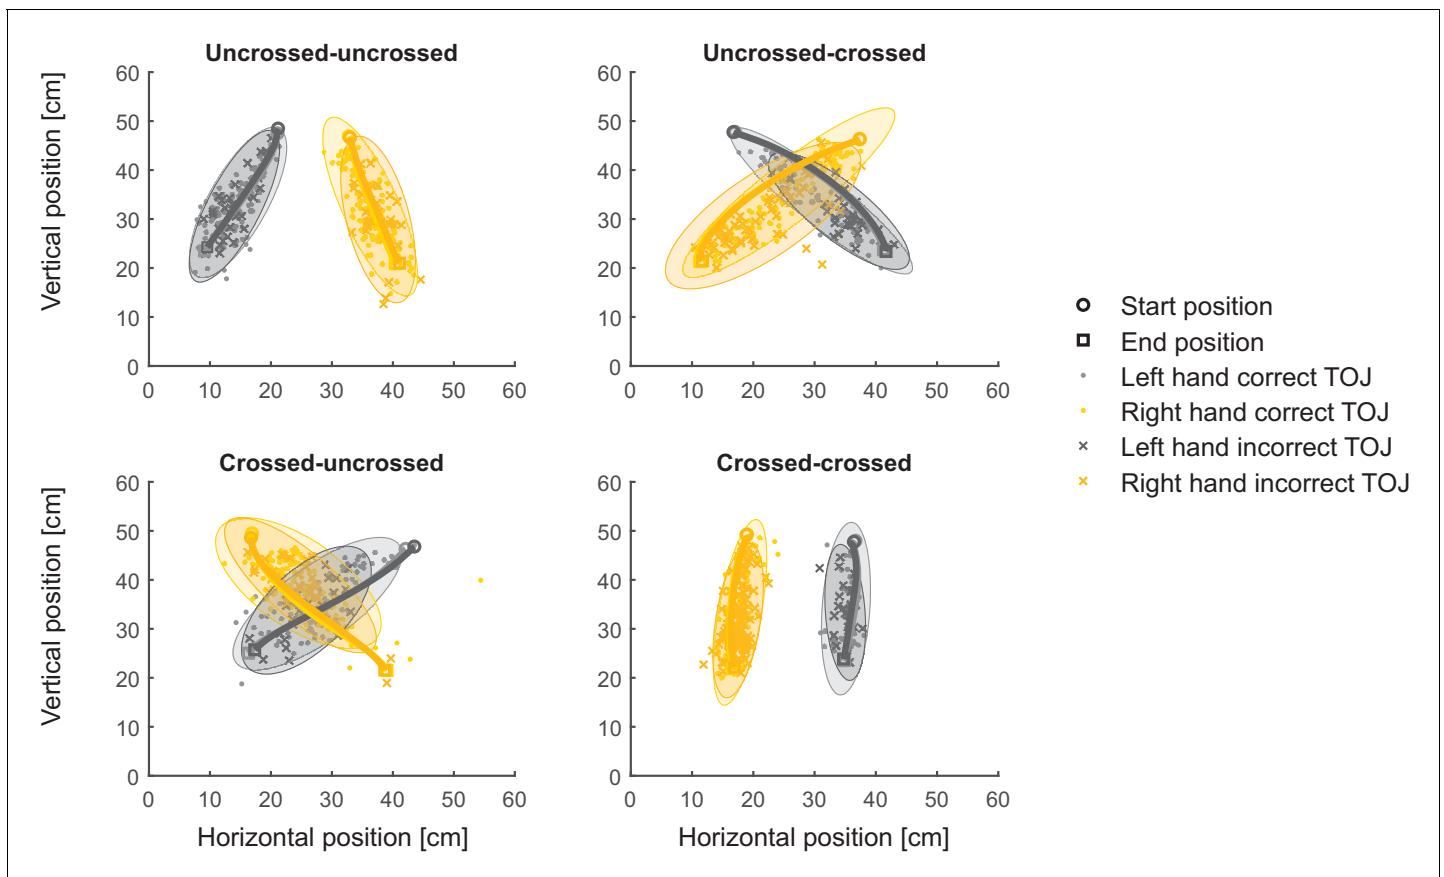 Uncrossed-uncrossed
Uncrossed-crossed
Vertical position [cm]
60
50
40
30
20
10
0
0 10 20 30 40 50 60
60
50
40
30
20
10
0
0 10 20 30 40 50 60
Crossed-uncrossed
Crossed-crossed
Vertical position [cm]
60
50
40
30
20
10
0
0 10 20 30 40 50 60
Horizontal position [cm]
60
50
40
30
20
10
0
0 10 20 30 40 50 60
Horizontal position [cm]
Start position
End position
Left hand correct TOJ
Right hand correct TOJ
Left hand incorrect TOJ
Right hand incorrect TOJ